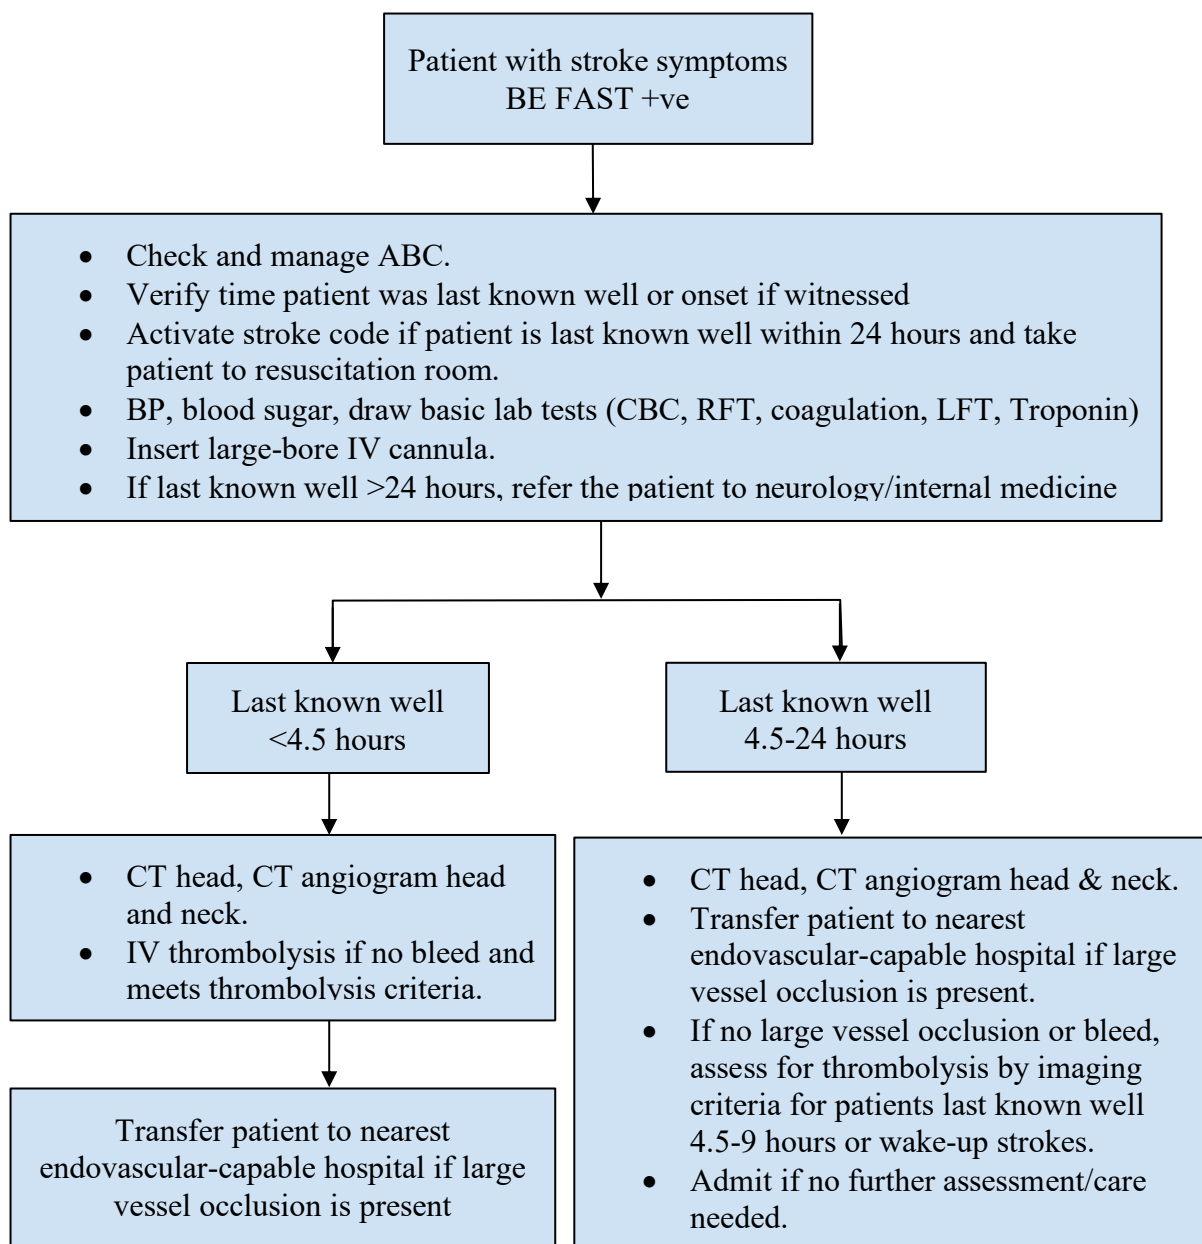 Patient with stroke symptoms
BE FAST +ve
• Check and manage ABC.
• Verify time patient was last known well or onset if witnessed
• Activate stroke code if patient is last known well within 24 hours and take
patient to resuscitation room.
• BP, blood sugar, draw basic lab tests (CBC, RFT, coagulation, LFT, Troponin)
• Insert large-bore IV cannula.
• If last known well >24 hours, refer the patient to neurology/internal medicine
Last known well
<4.5 hours
Last known well
4.5-24 hours
• CT head, CT angiogram head
and neck.
• IV thrombolysis if no bleed and
meets thrombolysis criteria.
Transfer patient to nearest
endovascular-capable hospital if large
vessel occlusion is present
• CT head, CT angiogram head & neck.
• Transfer patient to nearest
endovascular-capable hospital if large
vessel occlusion is present.
• If no large vessel occlusion or bleed,
assess for thrombolysis by imaging
criteria for patients last known well
4.5-9 hours or wake-up strokes.
• Admit if no further assessment/care
needed.